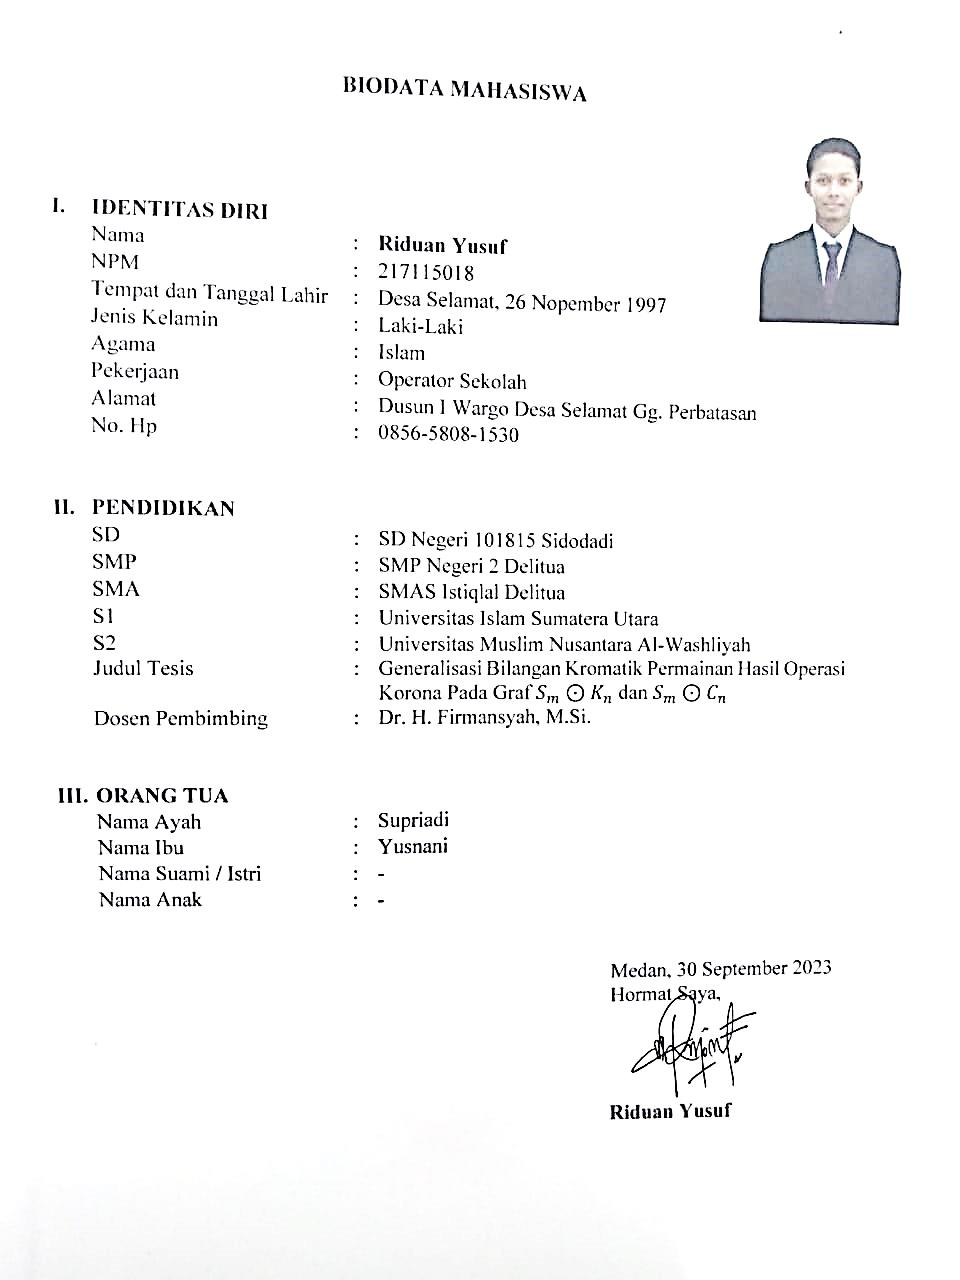 BIODATA MAHASISWA
I. IDENTITAS DIRI
Nama : Riduan Yusuf
NPM : 217115018
Tempat dan Tanggal Lahir : Desa Selamat, 26 Nopember 1997
Jenis Kelamin : Laki-Laki
Agama : Islam
Pekerjaan : Operator Sekolah
Alamat : Dusun I Wargo Desa Selamat Gg. Perbatasan
No. Hp : 0856-5808-1530
II. PENDIDIKAN
SD : SD Negeri 101815 Sidodadi
SMP : SMP Negeri 2 Delitua
SMA : SMAS Istiqlal Delitua
S1 : Universitas Islam Sumatera Utara
S2 : Universitas Muslim Nusantara Al-Washliyah
Judul Tesis : Generalisasi Bilangan Kromatik Permainan Hasil Operasi
Korona Pada Graf Sₘ ⊙ Kₙ dan Sₘ ⊙ Cₙ
Dosen Pembimbing : Dr. H. Firmansyah, M.Si.
III. ORANG TUA
Nama Ayah : Supriadi
Nama Ibu : Yusnani
Nama Suami / Istri : -
Nama Anak : -
Medan, 30 September 2023
Hormat Saya,
Riduan Yusuf